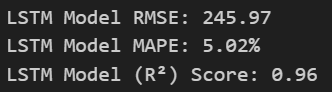 LSTM Model RMSE: 245.97
LSTM Model MAPE: 5.02%
LSTM Model (R²) Score: 0.96